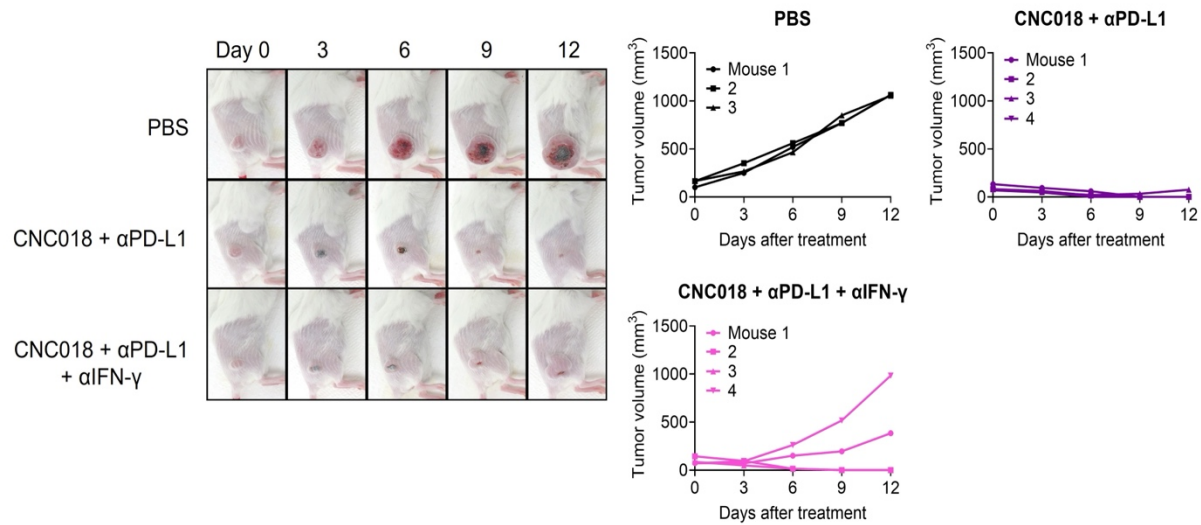 Day 0 3 6 9 12
PBS
CNC018 + αPD-L1
CNC018 + αPD-L1
+ αIFN-γ
PBS
Tumor volume (mm³)
1500
1000
500
0
Mouse 1
2
3
0 3 6 9 12
Days after treatment
CNC018 + αPD-L1
Tumor volume (mm³)
1500
1000
500
0
Mouse 1
2
3
4
0 3 6 9 12
Days after treatment
CNC018 + αPD-L1 + αIFN-γ
Tumor volume (mm³)
1500
1000
500
0
Mouse 1
2
3
4
0 3 6 9 12
Days after treatment